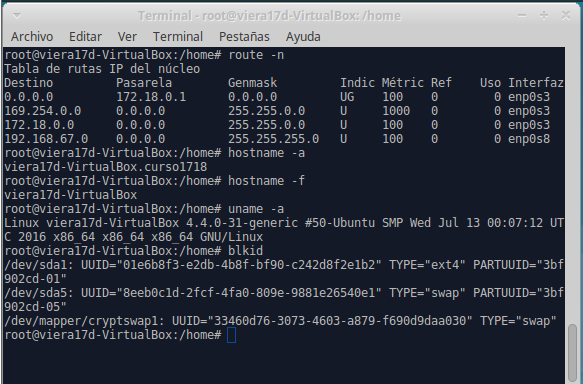 Terminal - root@viera17d-VirtualBox: /home
Archivo Editar Ver Terminal Pestañas Ayuda
root@viera17d-VirtualBox:/home# route -n
Tabla de rutas IP del núcleo
Destino Pasarela Genmask Indic Métric Ref Uso Interfaz
0.0.0.0 172.18.0.1 0.0.0.0 UG 100 0 0 enp0s3
169.254.0.0 0.0.0.0 255.255.0.0 U 1000 0 0 enp0s3
172.18.0.0 0.0.0.0 255.255.0.0 U 100 0 0 enp0s3
192.168.67.0 0.0.0.0 255.255.255.0 U 100 0 0 enp0s8
root@viera17d-VirtualBox:/home# hostname -a
viera17d-VirtualBox.curso1718
root@viera17d-VirtualBox:/home# hostname -f
viera17d-VirtualBox
root@viera17d-VirtualBox:/home# uname -a
Linux viera17d-VirtualBox 4.4.0-31-generic #50-Ubuntu SMP Wed Jul 13 00:07:12 UT
C 2016 x86_64 x86_64 x86_64 GNU/Linux
root@viera17d-VirtualBox:/home# blkid
/dev/sda1: UUID="01e6b8f3-e2db-4b8f-bf90-c242d8f2e1b2" TYPE="ext4" PARTUUID="3bf
902cd-01"
/dev/sda5: UUID="8eeb0c1d-2fcf-4fa0-809e-9881e26540e1" TYPE="swap" PARTUUID="3bf
902cd-05"
/dev/mapper/cryptswap1: UUID="33460d76-3073-4603-a879-f690d9daa030" TYPE="swap"
root@viera17d-VirtualBox:/home#